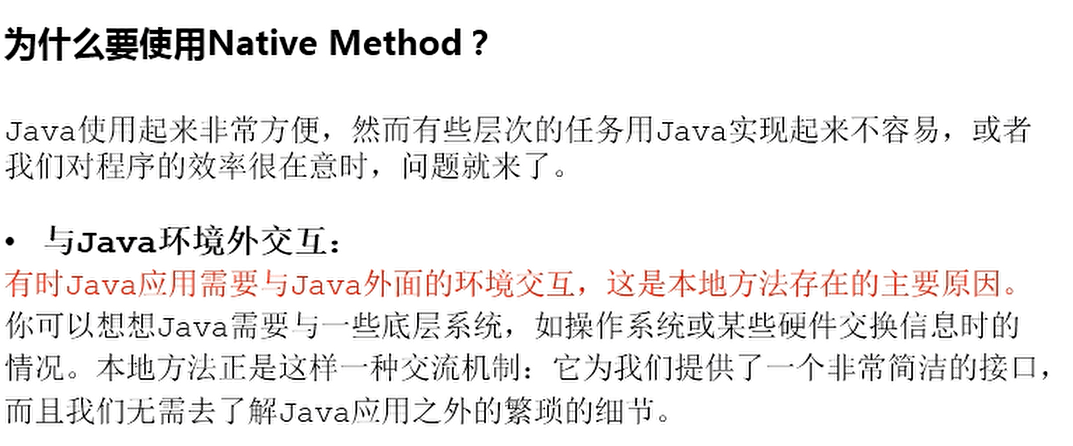 为什么要使用Native Method？
Java使用起来非常方便，然而有些层次的任务用Java实现起来不容易，或者
我们对程序的效率很在意时，问题就来了。
• 与Java环境外交互：
有时Java应用需要与Java外面的环境交互，这是本地方法存在的主要原因。
你可以想想Java需要与一些底层系统，如操作系统或某些硬件交换信息时的
情况。本地方法正是这样一种交流机制：它为我们提供了一个非常简洁的接口，
而且我们无需去了解Java应用之外的繁琐的细节。